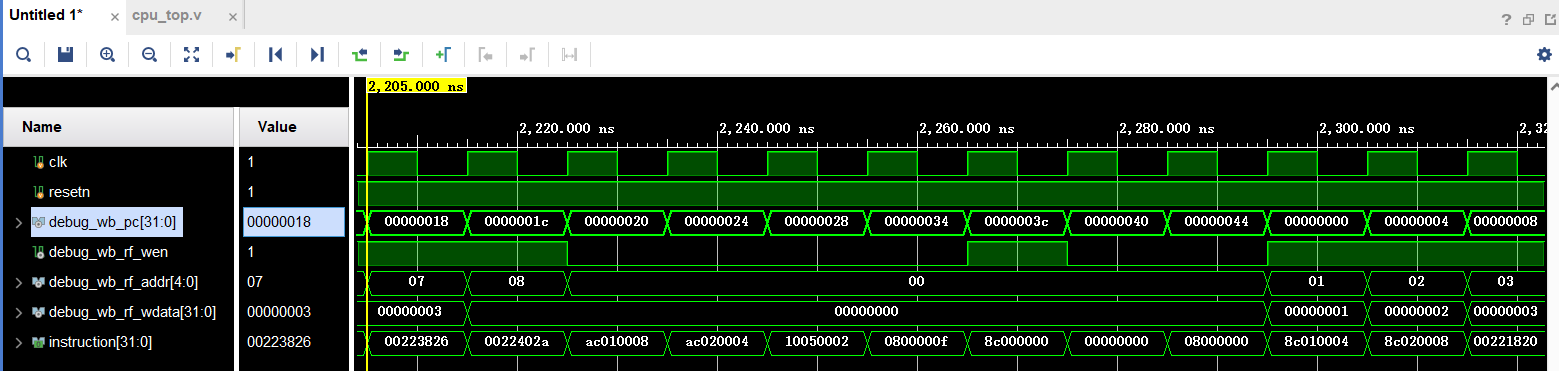 Untitled 1* × cpu_top.v ×
?
2,205.000 ns
Name Value
2,220.000 ns 2,240.000 ns 2,260.000 ns 2,280.000 ns 2,300.000 ns 2,32
clk 1
resetn 1
debug_wb_pc[31:0] 00000018 00000018 0000001c 00000020 00000024 00000028 00000034 0000003c 00000040 00000044 00000000 00000004 00000008
debug_wb_rf_wen 1
debug_wb_rf_addr[4:0] 07 07 08 00 01 02 03
debug_wb_rf_wdata[31:0] 00000003 00000003 00000000 00000001 00000002 00000003
instruction[31:0] 00223826 00223826 0022402a ac010008 ac020004 10050002 0800000f 8c000000 00000000 08000000 8c010004 8c020008 00221820